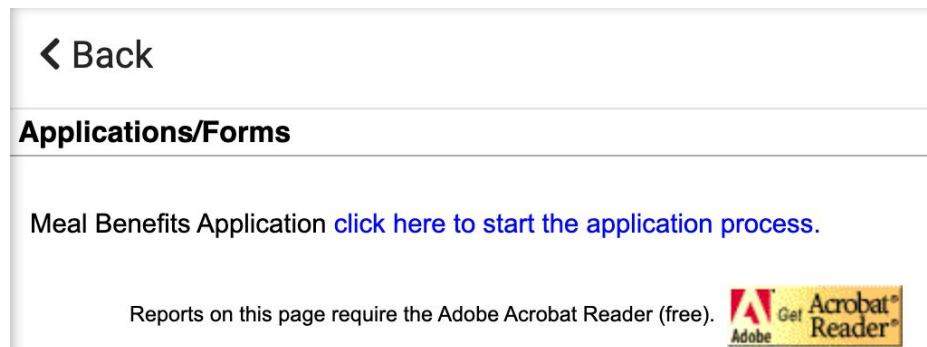 Back
Applications/Forms
Meal Benefits Application click here to start the application process.
Reports on this page require the Adobe Acrobat Reader (free).
Adobe Get Acrobat® Reader®